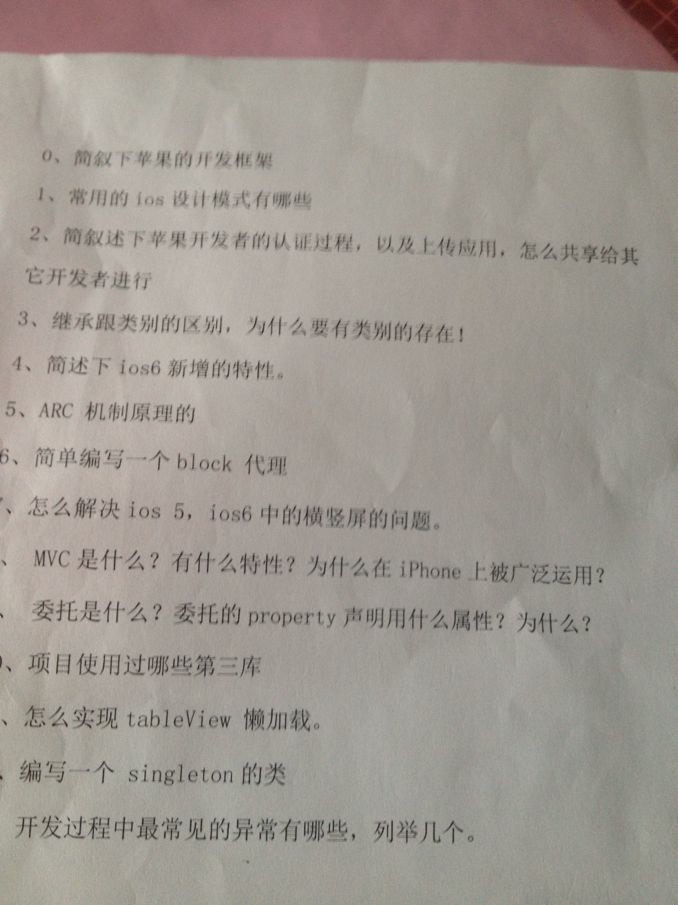 0、简叙下苹果的开发框架
1、常用的 ios 设计模式有哪些
2、简叙述下苹果开发者的认证过程，以及上传应用，怎么共享给其
它开发者进行
3、继承跟类别的区别，为什么要有类别的存在！
4、简述下 ios6 新增的特性。
5、ARC 机制原理的
6、简单编写一个 block 代理
、怎么解决 ios 5，ios6 中的横竖屏的问题。
、 MVC 是什么？有什么特性？为什么在 iPhone 上被广泛运用？
、 委托是什么？委托的 property 声明用什么属性？为什么？
、项目使用过哪些第三库
、怎么实现 tableView 懒加载。
、编写一个 singleton 的类
开发过程中最常见的异常有哪些，列举几个。